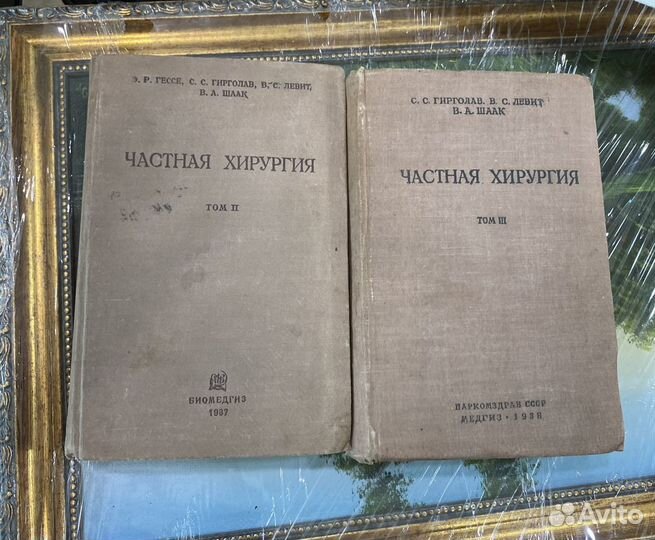 Э. Р. ГЕССЕ, С. С. ГИРГОЛАВ, В. С. ЛЕВИТ,
В. А. ШААК
ЧАСТНАЯ ХИРУРГИЯ
ТОМ II
БИОМЕДГИЗ
1937
С. С. ГИРГОЛАВ, В. С. ЛЕВИТ,
В. А. ШААК
ЧАСТНАЯ ХИРУРГИЯ
ТОМ III
НАРКОМЗДРАВ СССР
МЕДГИЗ • 1938
Avito